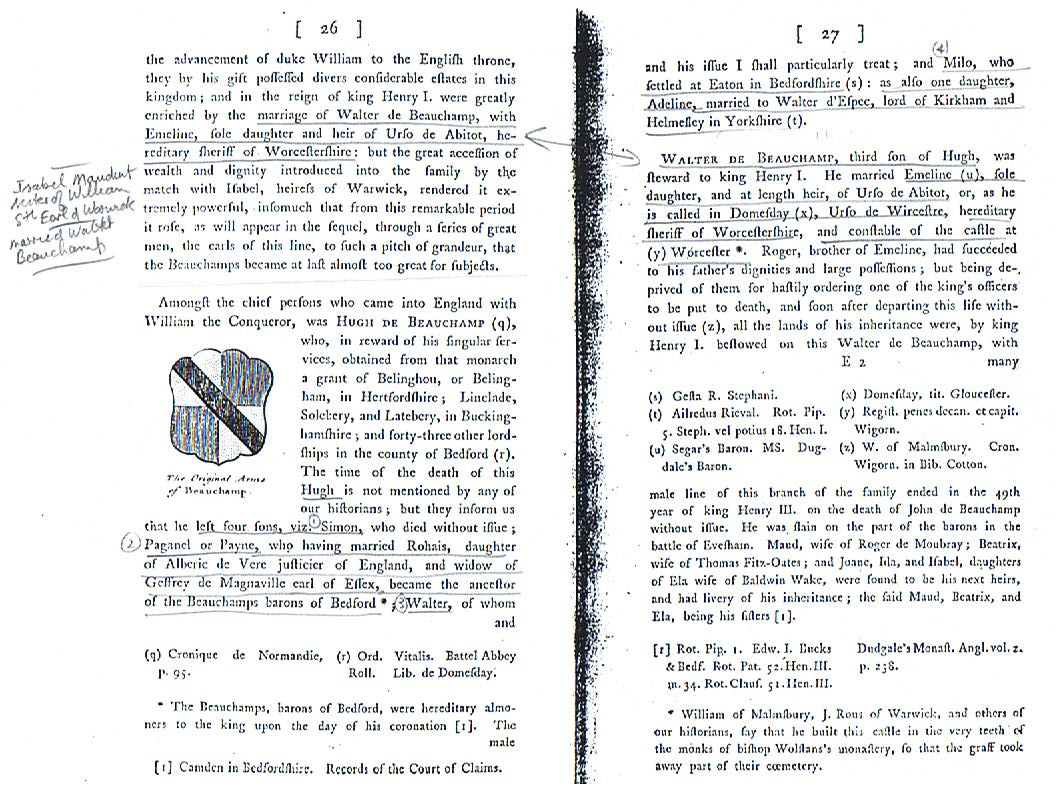 [ 26 ]
the advancement of duke William to the Engliſh throne,
they by his gift poſſeſſed divers conſiderable eſtates in this
kingdom ; and in the reign of king Henry I. were greatly
enriched by the marriage of Walter de Beauchamp, with
Emeline, ſole daughter and heir of Urſo de Abitot, he-
reditary ſheriff of Worceſterſhire : but the great acceſſion of
wealth and dignity introduced into the family by the
match with Iſabel, heireſs of Warwick, rendered it ex-
tremely powerful, inſomuch that from this remarkable period
it roſe, as will appear in the ſequel, through a ſeries of great
men, the earls of this line, to ſuch a pitch of grandeur, that
the Beauchamps became at laſt almoſt too great for ſubjects.
Isabel Mauduit
sister of William
8th Earl of Warwick
married Walter
Beauchamp
Amongſt the chief perſons who came into England with
William the Conqueror, was HUGH DE BEAUCHAMP (q),
who, in reward of his ſingular ſer-
vices, obtained from that monarch
a grant of Belinghou, or Beling-
ham, in Hertfordſhire ; Linclade,
Solebery, and Latebery, in Bucking-
hamſhire ; and forty-three other lord-
ſhips in the county of Bedford (r).
The time of the death of this
Hugh is not mentioned by any of
our hiſtorians ; but they inform us
The Original Arms
of Beauchamp.
that he left four ſons, viz. (1) Simon, who died without iſſue ;
(2) Paganel or Payne, who having married Rohais, daughter
of Alberic de Vere juſticier of England, and widow of
Geffrey de Magnaville earl of Eſſex, became the anceſtor
of the Beauchamps barons of Bedford * ; (3) Walter, of whom
and
(q) Cronique de Normandie, p. 95.
(r) Ord. Vitalis. Battel Abbey
Roll. Lib. de Domeſday.
* The Beauchamps, barons of Bedford, were hereditary almo-
ners to the king upon the day of his coronation [1]. The
male
[1] Camden in Bedfordſhire. Records of the Court of Claims.
[ 27 ]
(4)
and his iſſue I ſhall particularly treat ; and Milo, who
ſettled at Eaton in Bedfordſhire (s) : as alſo one daughter,
Adeline, married to Walter d'Eſpec, lord of Kirkham and
Helmeſley in Yorkſhire (t).
WALTER DE BEAUCHAMP, third ſon of Hugh, was
ſteward to king Henry I. He married Emeline (u), ſole
daughter, and at length heir, of Urſo de Abitot, or, as he
is called in Domeſday (x), Urſo de Wirceſtre, hereditary
ſheriff of Worceſterſhire, and conſtable of the caſtle at
(y) Worceſter *. Roger, brother of Emeline, had ſucceeded
to his father's dignities and large poſſeſſions ; but being de-
prived of them for haſtily ordering one of the king's officers
to be put to death, and ſoon after departing this life with-
out iſſue (z), all the lands of his inheritance were, by king
Henry I. beſtowed on this Walter de Beauchamp, with
E 2 many
(s) Geſta R. Stephani.
(t) Ailredus Rieval. Rot. Pip.
5. Steph. vel potius 18. Hen. I.
(u) Segar's Baron. MS. Dug-
dale's Baron.
(x) Domeſday, tit. Glouceſter.
(y) Regiſt. penes decan. et capit.
Wigorn.
(z) W. of Malmſbury. Cron.
Wigorn. in Bib. Cotton.
male line of this branch of the family ended in the 49th
year of king Henry III. on the death of John de Beauchamp
without iſſue. He was ſlain on the part of the barons in the
battle of Eveſham. Maud, wife of Roger de Moubray ; Beatrix,
wife of Thomas Fitz-Oates ; and Joane, Ida, and Iſabel, daughters
of Ela wife of Baldwin Wake, were found to be his next heirs,
and had livery of his inheritance ; the ſaid Maud, Beatrix, and
Ela, being his ſiſters [1].
[1] Rot. Pip. 1. Edw. I. Bucks
& Bedf. Rot. Pat. 52. Hen. III.
m. 34. Rot. Clauſ. 51. Hen. III.
Dudgale's Monaſt. Angl. vol. 2.
p. 238.
* William of Malmſbury, J. Rous of Warwick, and others of
our hiſtorians, ſay that he built this caſtle in the very teeth of
the monks of biſhop Wolſtans's monaſtery, ſo that the graff took
away part of their cœmetery.